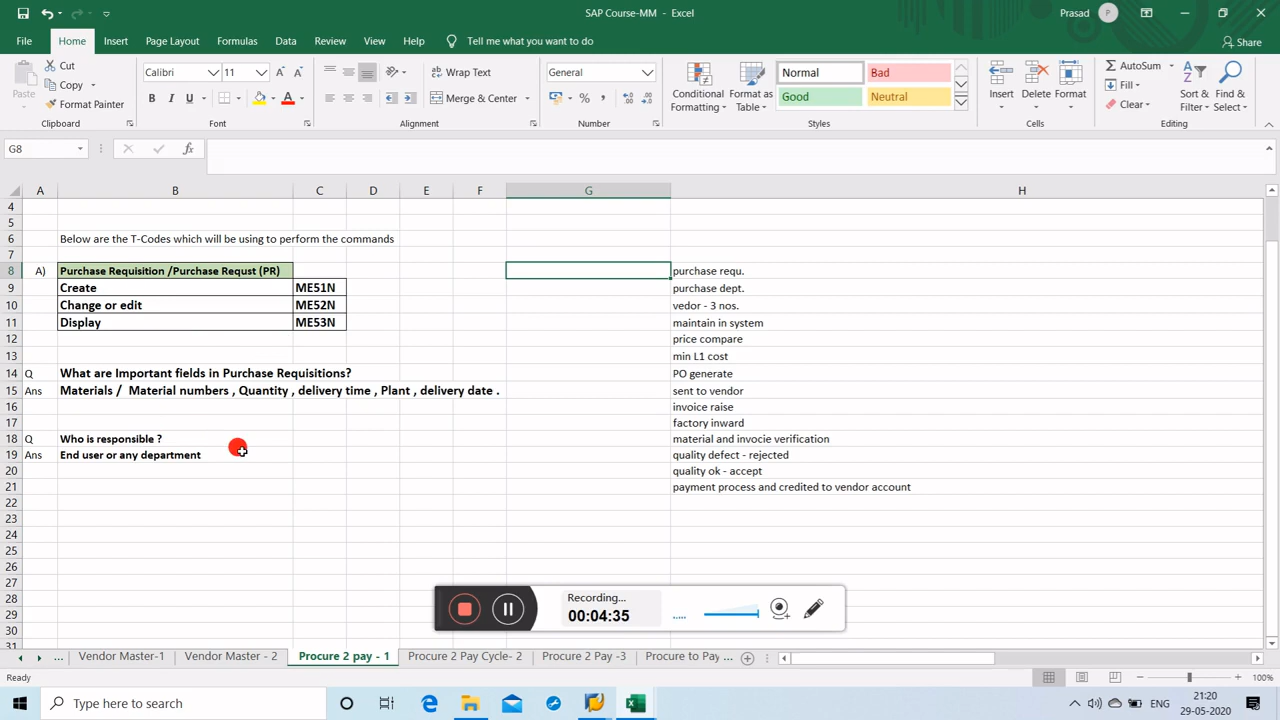 SAP Course-MM - Excel
Prasad P
File Home Insert Page Layout Formulas Data Review View Help Tell me what you want to do Share
Paste
Cut
Copy
Format Painter
Clipboard
Calibri 11
B I U A
Font
Wrap Text
Merge & Center
Alignment
General
Number
Conditional Formatting
Format as Table
Normal Bad
Good Neutral
Styles
Insert Delete Format
Cells
AutoSum
Fill
Clear
Sort & Filter
Find & Select
Editing
G8
fx
A B C D E F G H
4
5
6 Below are the T-Codes which will be using to perform the commands
7
8 A) Purchase Requisition /Purchase Requst (PR) purchase requ.
9 Create ME51N purchase dept.
10 Change or edit ME52N vedor - 3 nos.
11 Display ME53N maintain in system
12 price compare
13 min L1 cost
14 Q What are Important fields in Purchase Requisitions? PO generate
15 Ans Materials / Material numbers , Quantity , delivery time , Plant , delivery date . sent to vendor
16 invoice raise
17 factory inward
18 Q Who is responsible ? material and invocie verification
19 Ans End user or any department quality defect - rejected
20 quality ok - accept
21 payment process and credited to vendor account
22
23
24
25
26
27
28
29
30
31
Recording...
00:04:35
... Vendor Master-1 Vendor Master - 2 Procure 2 pay - 1 Procure 2 Pay Cycle- 2 Procure 2 Pay -3 Procure to Pay ...
Ready
100%
Type here to search
ENG
21:20
29-05-2020